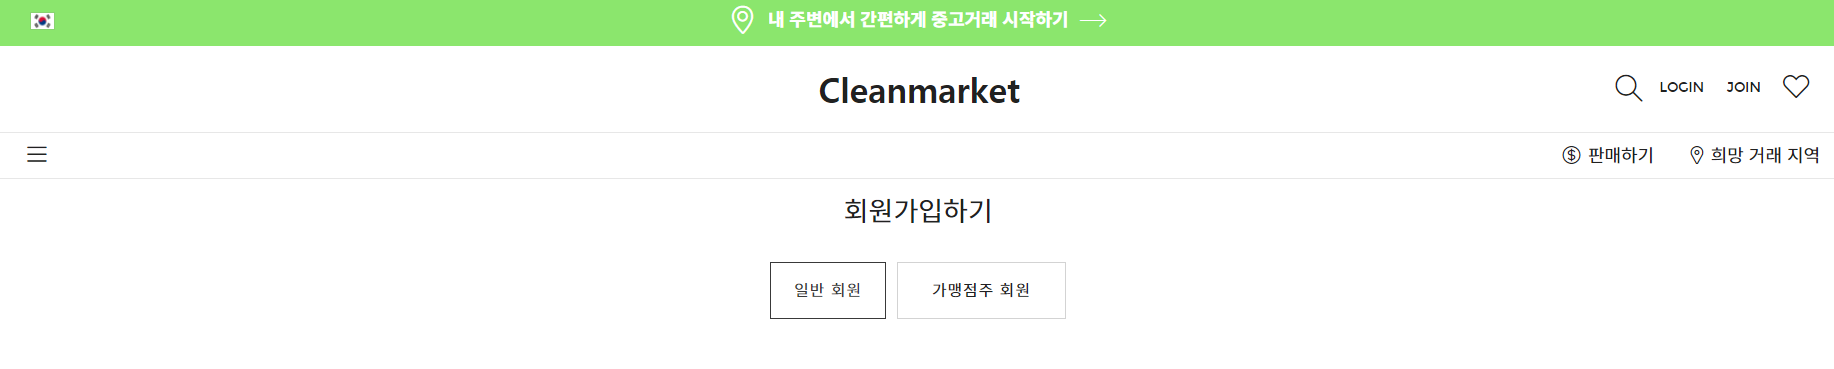 내 주변에서 간편하게 중고거래 시작하기
Cleanmarket
LOGIN JOIN
판매하기 희망 거래 지역
회원가입하기
일반 회원 가맹점주 회원